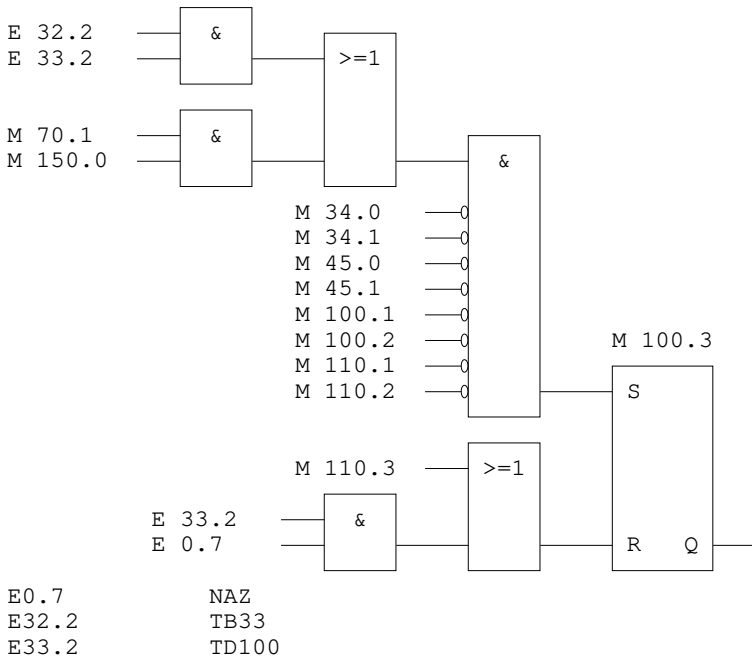 E 32.2 &
E 33.2 >=1
M 70.1 &
M 150.0 &
M 34.0
M 34.1
M 45.0
M 45.1
M 100.1
M 100.2 M 100.3
M 110.1
M 110.2 S
M 110.3 >=1
E 33.2 &
E 0.7 R Q
E0.7 NAZ
E32.2 TB33
E33.2 TD100